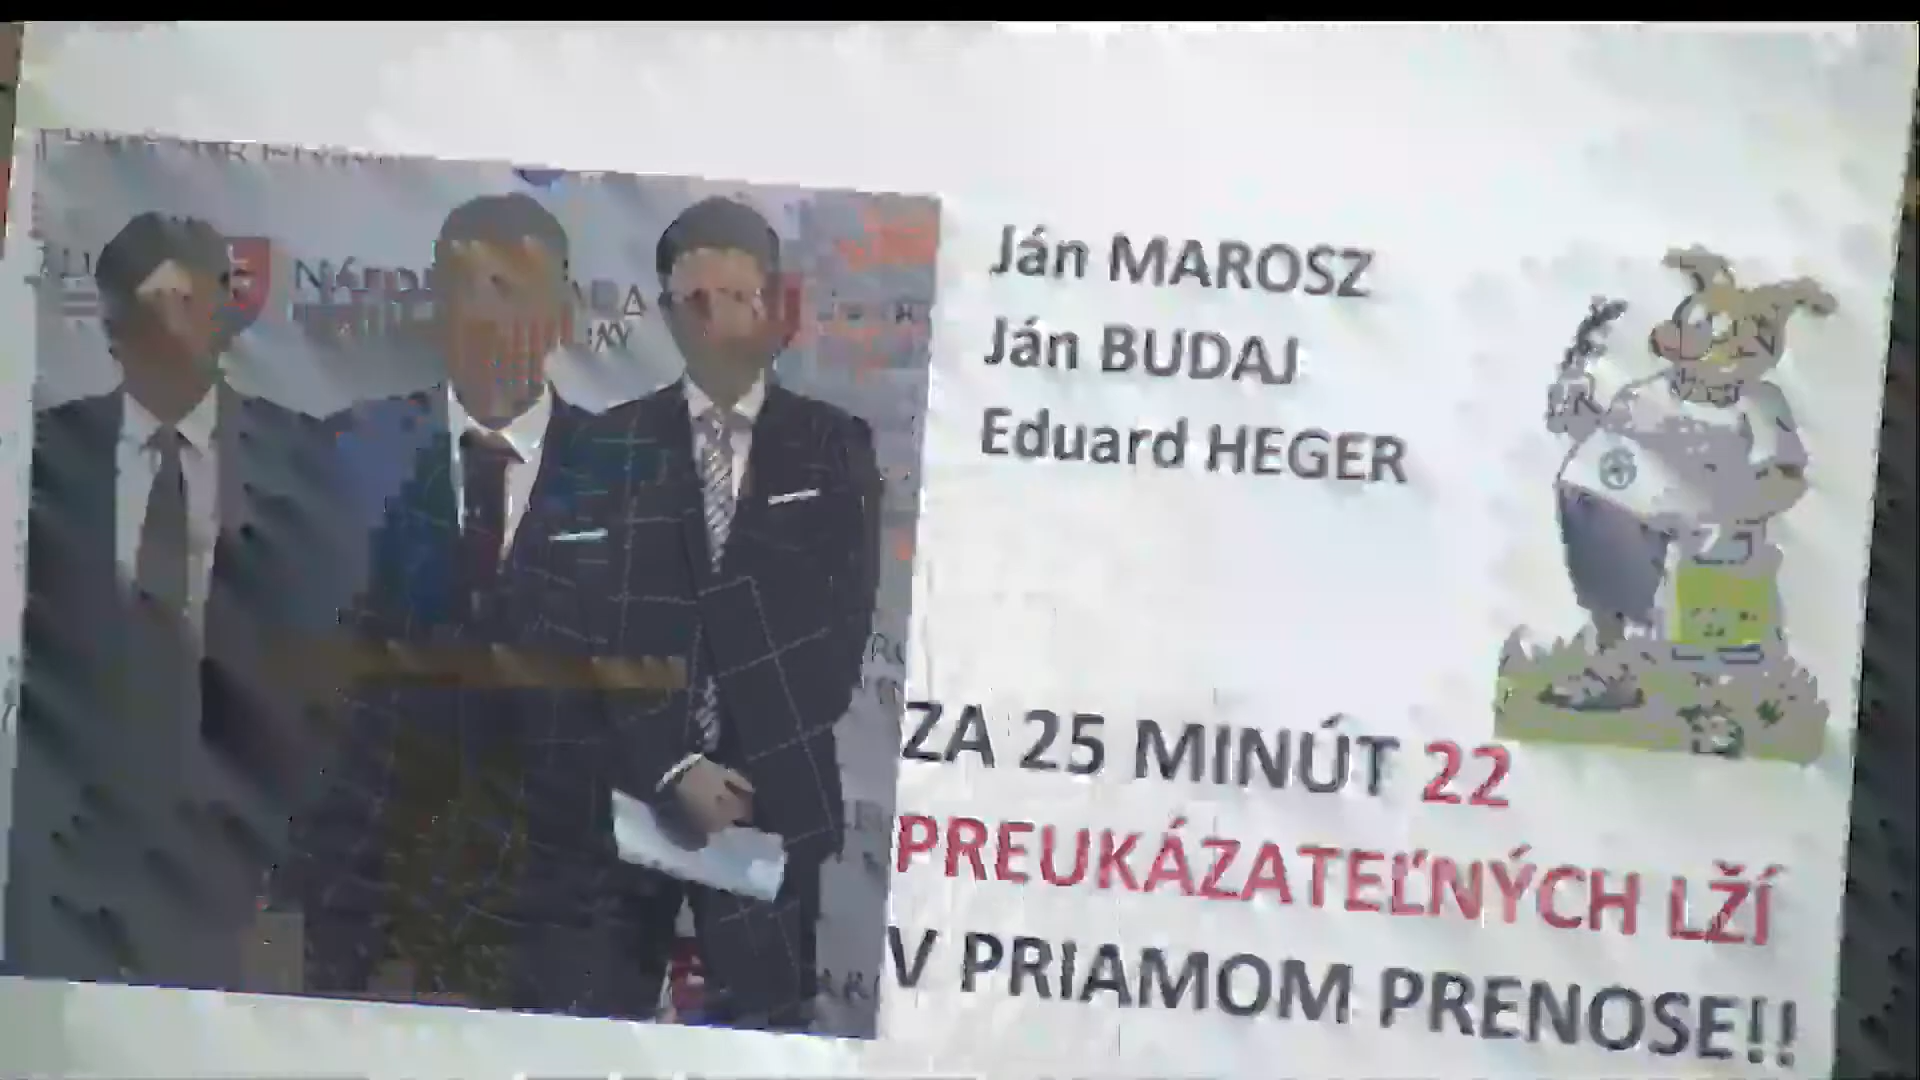 Ján MAROSZ
Ján BUDAJ
Eduard HEGER
ZA 25 MINÚT 22
PREUKÁZATEĽNÝCH LŽÍ
V PRIAMOM PRENOSE!!